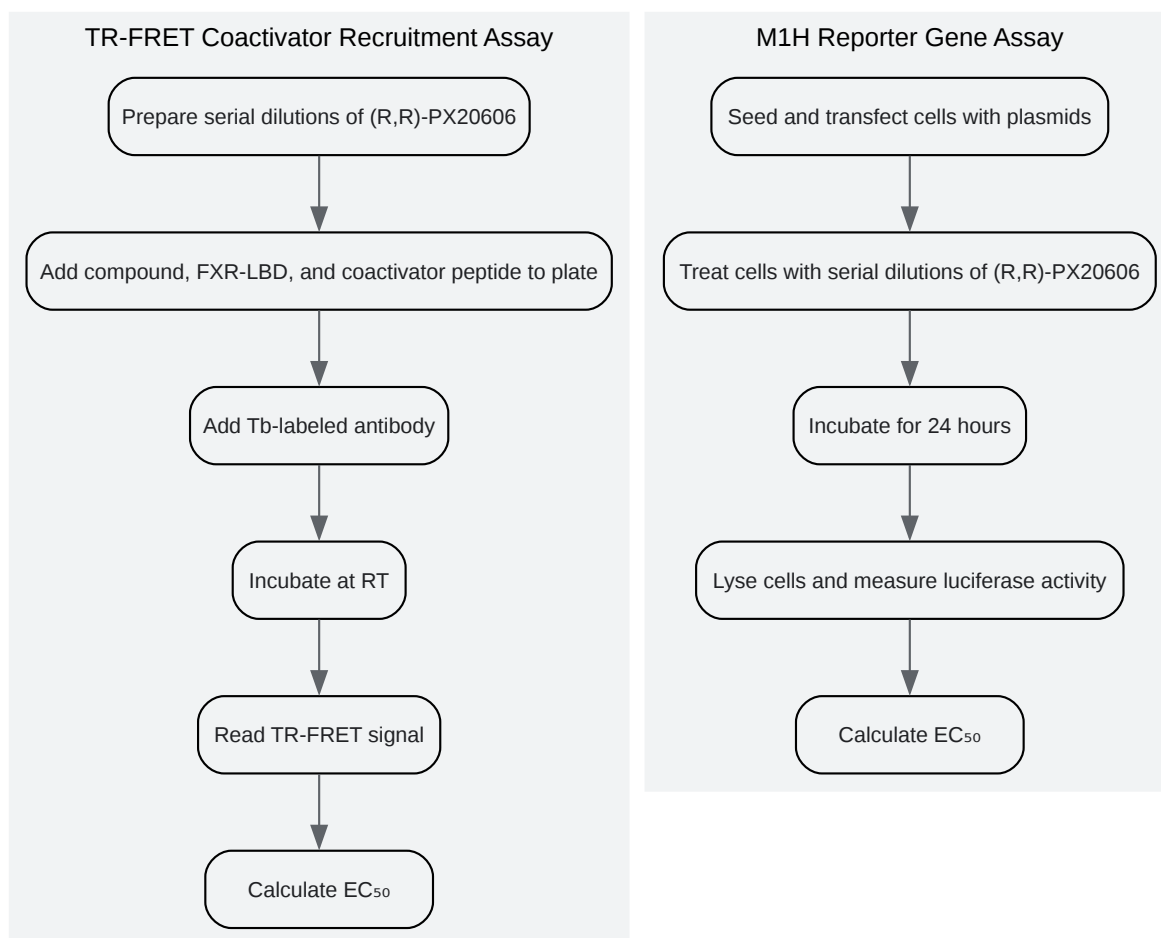 TR-FRET Coactivator Recruitment Assay
Prepare serial dilutions of (R,R)-PX20606
Add compound, FXR-LBD, and coactivator peptide to plate
Add Tb-labeled antibody
Incubate at RT
Read TR-FRET signal
Calculate EC₅₀
M1H Reporter Gene Assay
Seed and transfect cells with plasmids
Treat cells with serial dilutions of (R,R)-PX20606
Incubate for 24 hours
Lyse cells and measure luciferase activity
Calculate EC₅₀